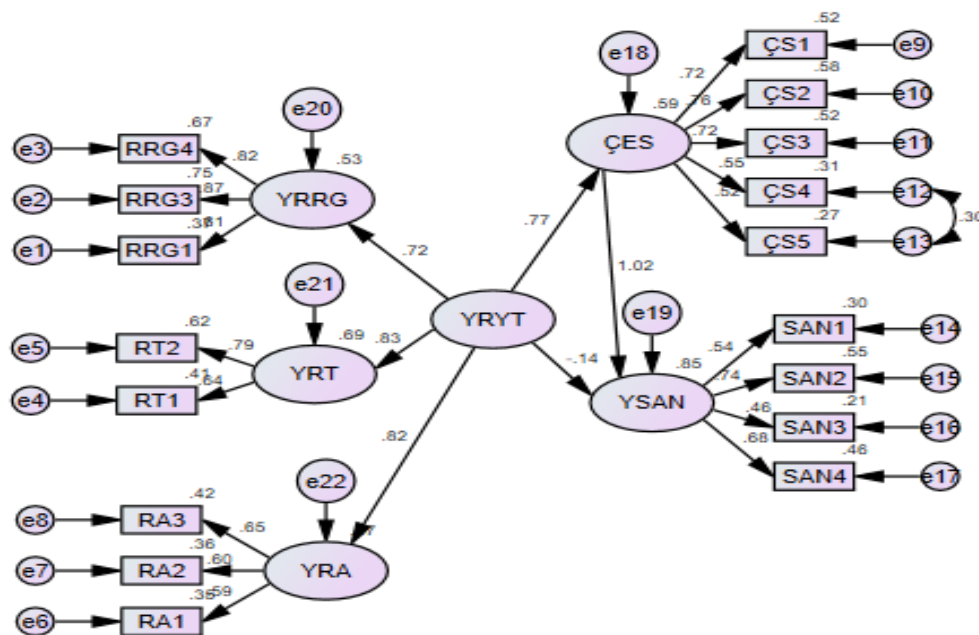 .52
e18
ÇS1
e9
.72
.58
e20
.59
.76
ÇS2
e10
.67
.52
e3
RRG4
.82
.53
ÇES
.72
ÇS3
e11
.75
.55
.31
e2
RRG3
.87
YRRG
ÇS4
e12
.52
.27
.30
e1
RRG1
.77
ÇS5
e13
.72
e21
1.02
.62
YRYT
e19
.30
e5
RT2
.79
.69
.83
SAN1
e14
.54
.55
.41
.64
YRT
-.14
.85
.74
SAN2
e15
e4
RT1
YSAN
.21
.46
SAN3
e16
.82
.68
.46
e22
SAN4
e17
.42
e8
RA3
.65
.36
e7
RA2
.60
YRA
.59
e6
RA1